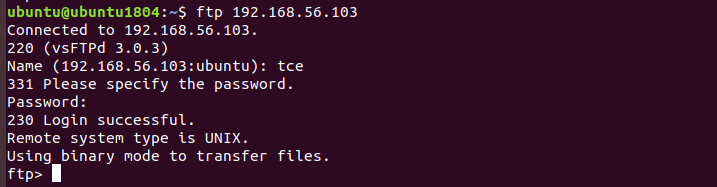 ubuntu@ubuntu1804:~$ ftp 192.168.56.103
Connected to 192.168.56.103.
220 (vsFTPd 3.0.3)
Name (192.168.56.103:ubuntu): tce
331 Please specify the password.
Password:
230 Login successful.
Remote system type is UNIX.
Using binary mode to transfer files.
ftp>